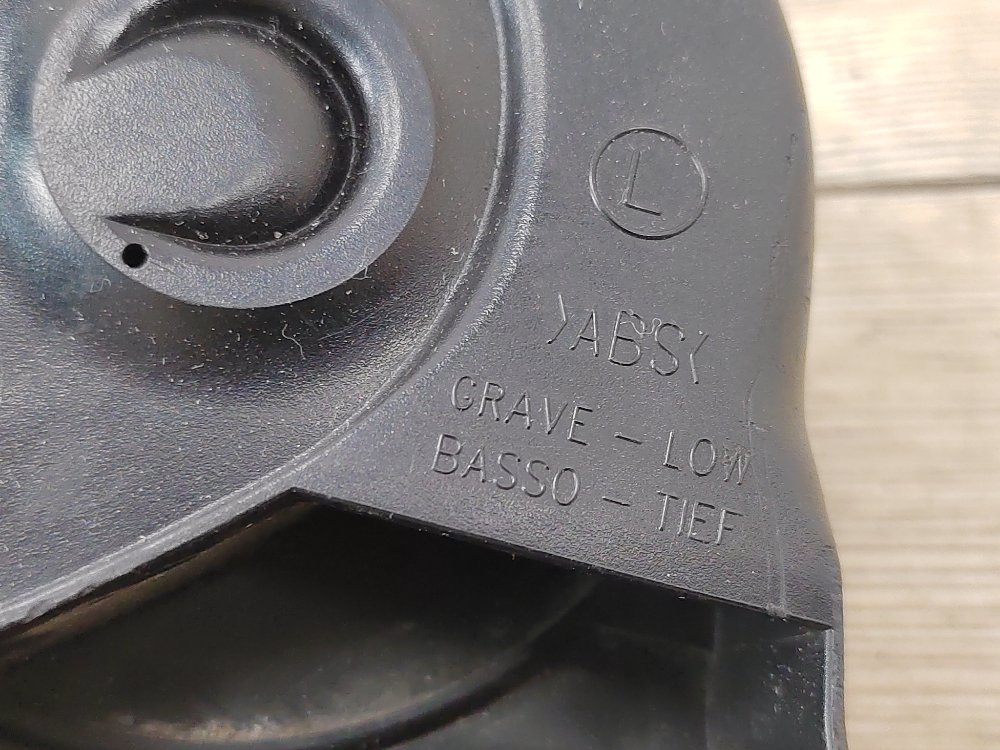 L
>ABS<
GRAVE - LOW
BASSO - TIEF